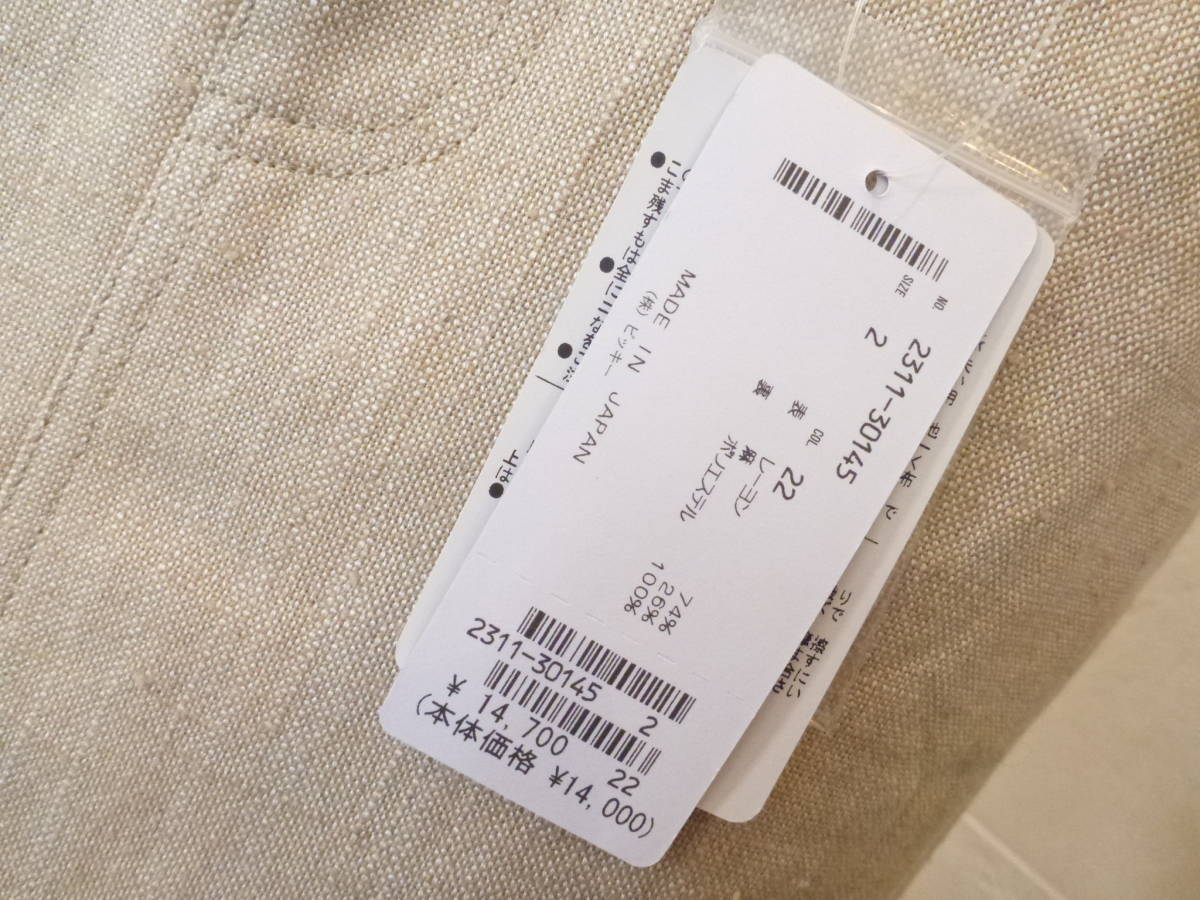 NO. 2311-30145
SIZE 2 COL. 22
表 レーヨン 74%
麻 26%
裏 ポリエステル 100%
MADE IN JAPAN
(株) ビッキー
2311-30145 2
¥ 14,700 22
(本体価格 ¥14,000)